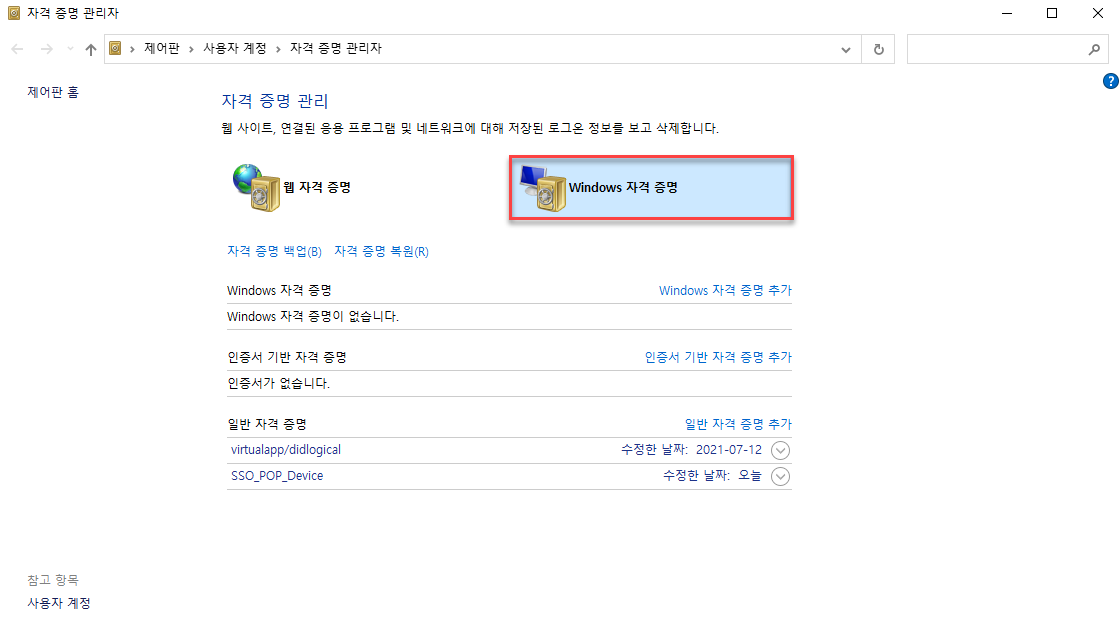 자격 증명 관리자
제어판 › 사용자 계정 › 자격 증명 관리자
제어판 홈
?
자격 증명 관리
웹 사이트, 연결된 응용 프로그램 및 네트워크에 대해 저장된 로그온 정보를 보고 삭제합니다.
웹 자격 증명
Windows 자격 증명
자격 증명 백업(B) 자격 증명 복원(R)
Windows 자격 증명 Windows 자격 증명 추가
Windows 자격 증명이 없습니다.
인증서 기반 자격 증명 인증서 기반 자격 증명 추가
인증서가 없습니다.
일반 자격 증명 일반 자격 증명 추가
virtualapp/didlogical 수정한 날짜: 2021-07-12
SSO_POP_Device 수정한 날짜: 오늘
참고 항목
사용자 계정